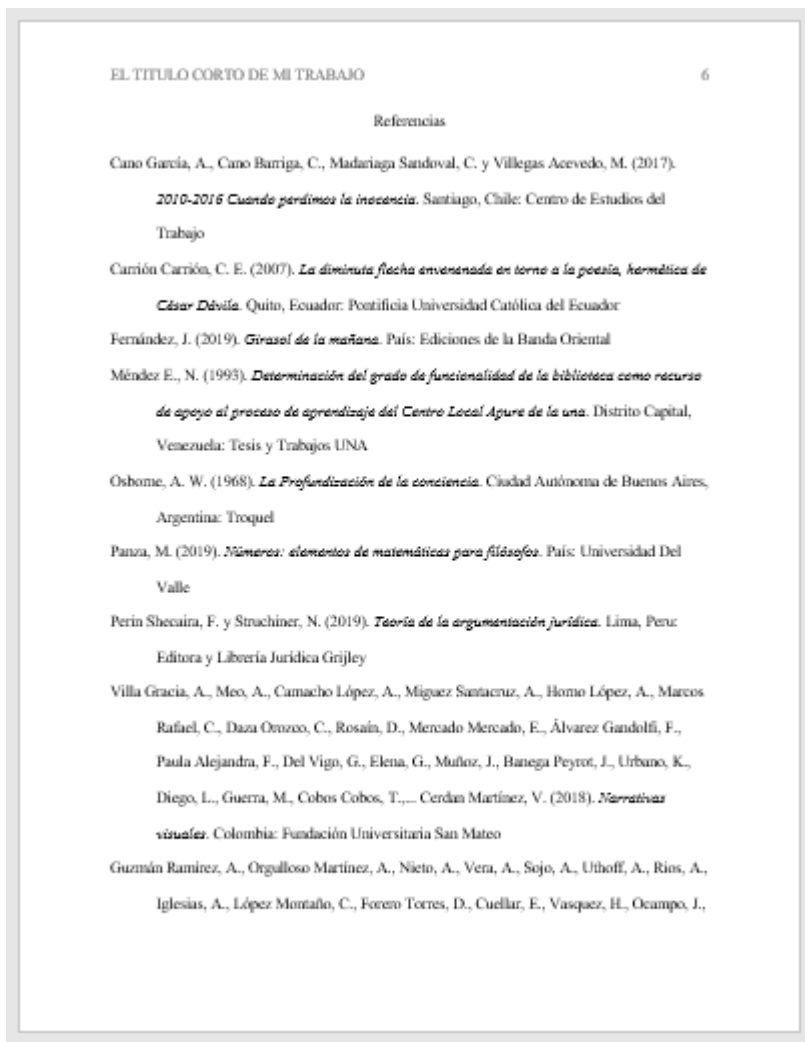 EL TITULO CORTO DE MI TRABAJO 6
Referencias
Cano García, A., Cano Barriga, C., Madariaga Sandoval, C. y Villegas Acevedo, M. (2017).
2010-2016 Cuando perdimos la inocencia. Santiago, Chile: Centro de Estudios del
Trabajo
Carrión Carrión, C. E. (2007). La diminuta flecha envenenada en torno a la poesía, hermética de
César Dávila. Quito, Ecuador: Pontificia Universidad Católica del Ecuador
Fernández, J. (2019). Girasol de la mañana. País: Ediciones de la Banda Oriental
Méndez E., N. (1993). Determinación del grado de funcionalidad de la biblioteca como recurso
de apoyo al proceso de aprendizaje del Centro Local Apure de la una. Distrito Capital,
Venezuela: Tesis y Trabajos UNA
Osborne, A. W. (1968). La Profundización de la conciencia. Ciudad Autónoma de Buenos Aires,
Argentina: Troquel
Panza, M. (2019). Números: elementos de matemáticas para filósofos. País: Universidad Del
Valle
Perin Shecaira, F. y Struchiner, N. (2019). Teoría de la argumentación jurídica. Lima, Peru:
Editora y Librería Jurídica Grijley
Villa Gracia, A., Meo, A., Camacho López, A., Miguez Santacruz, A., Homo López, A., Marcos
Rafael, C., Daza Orozco, C., Rosaín, D., Mercado Mercado, E., Álvarez Gandolfi, F.,
Paula Alejandra, F., Del Vigo, G., Elena, G., Muñoz, J., Banega Peyrot, J., Urbano, K.,
Diego, L., Guerra, M., Cobos Cobos, T.,... Cerdan Martínez, V. (2018). Narrativas
visuales. Colombia: Fundación Universitaria San Mateo
Guzmán Ramírez, A., Orgulloso Martínez, A., Nieto, A., Vera, A., Sojo, A., Uthoff, A., Rios, A.,
Iglesias, A., López Montaño, C., Forero Torres, D., Cuellar, E., Vasquez, H., Ocampo, J.,